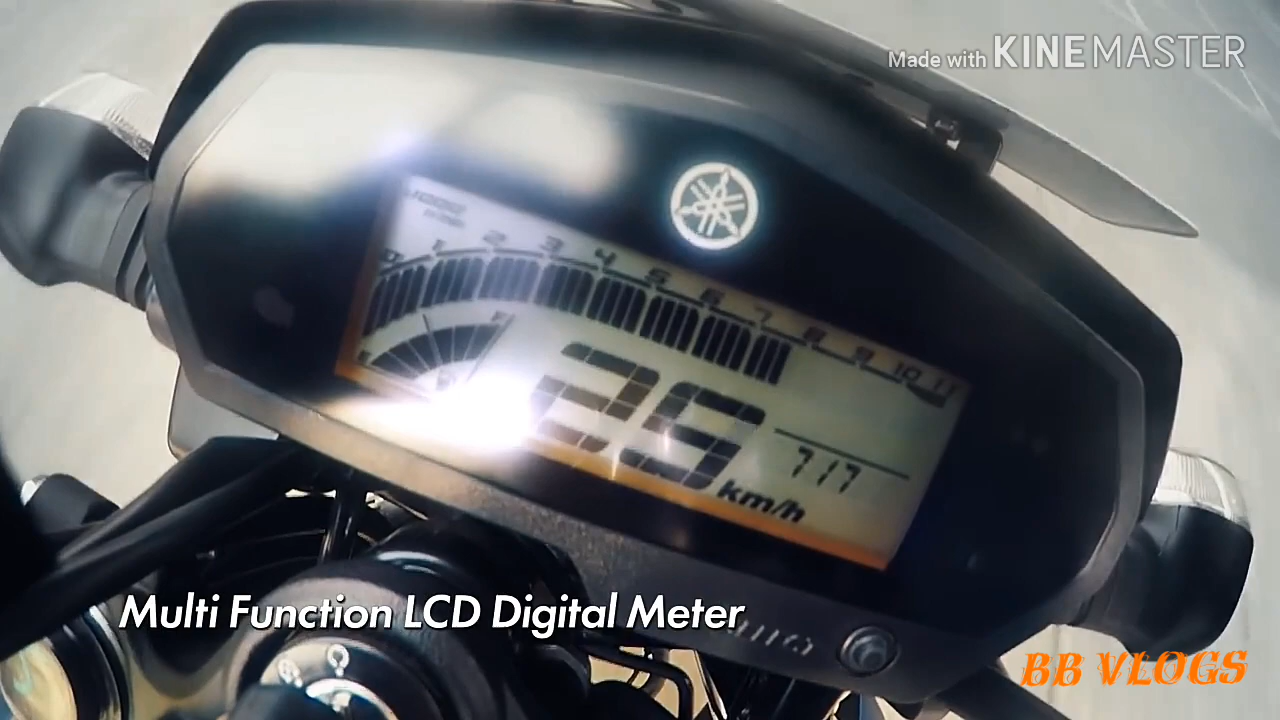 Made with KINEMASTER
1 2 3 4 5 6 7 8 9 10 11
E F
717
km/h
Multi Function LCD Digital Meter
BB VLOGS